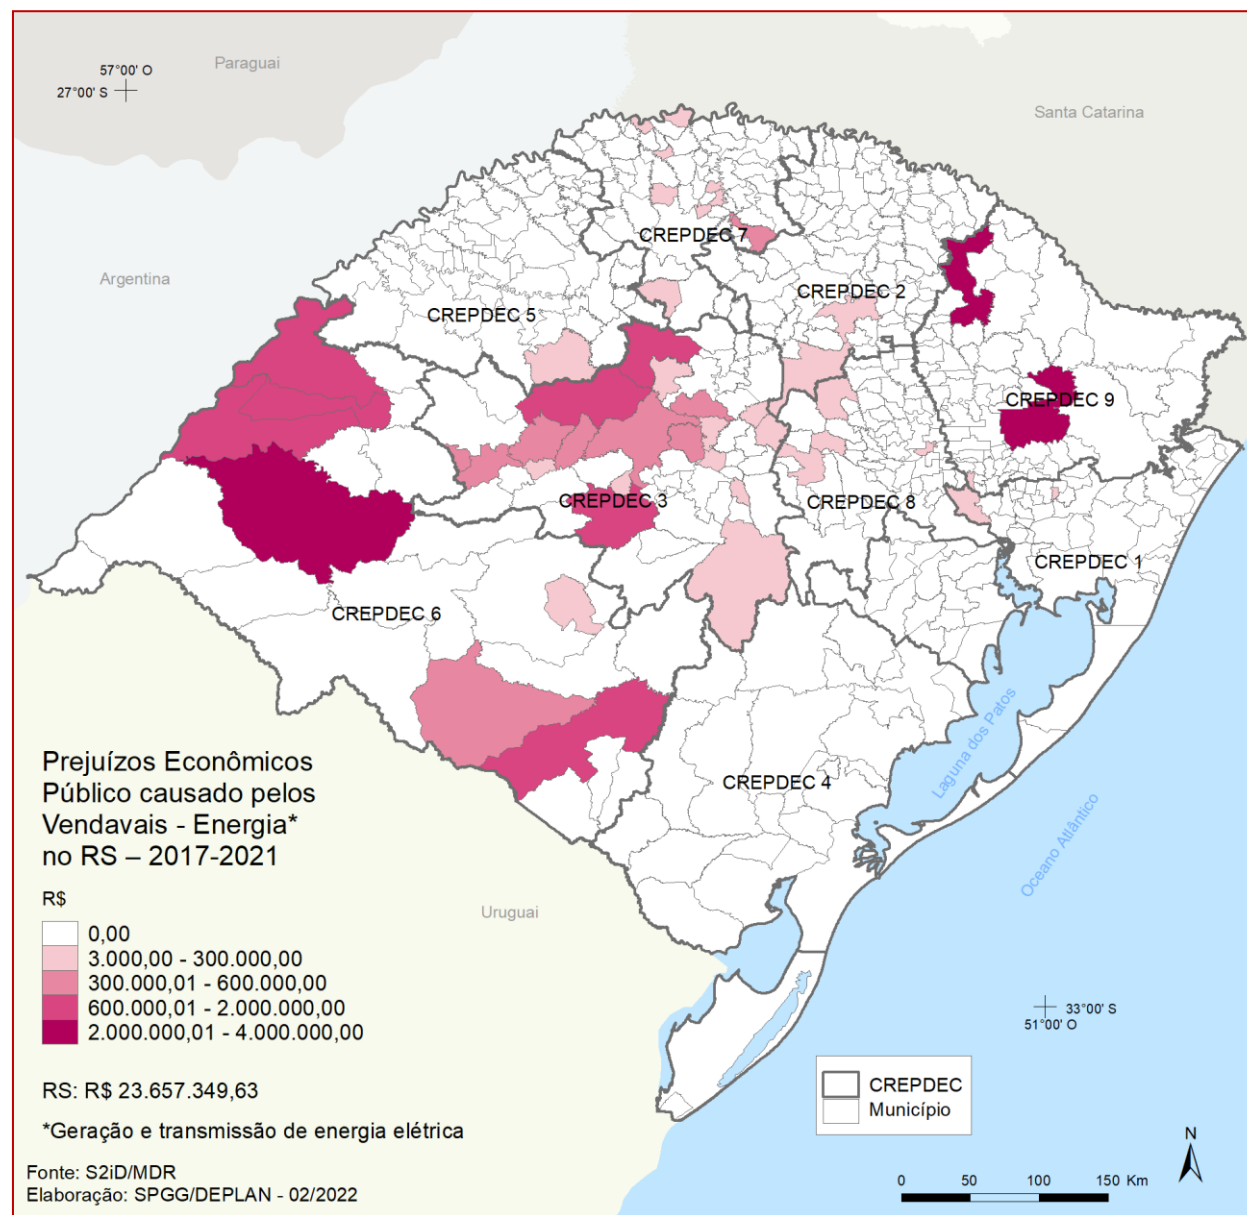 Paraguai
57°00' O
27°00' S
Santa Catarina
Argentina
CREPDEC 7
CREPDEC 2
CREPDEC 5
CREPDEC 9
CREPDEC 3
CREPDEC 8
CREPDEC 1
CREPDEC 6
CREPDEC 4
Laguna dos Patos
Oceano Atlântico
Uruguai
Prejuízos Econômicos
Público causado pelos
Vendavais - Energia*
no RS – 2017-2021
R$
0,00
3.000,00 - 300.000,00
300.000,01 - 600.000,00
600.000,01 - 2.000.000,00
2.000.000,01 - 4.000.000,00
RS: R$ 23.657.349,63
*Geração e transmissão de energia elétrica
Fonte: S2iD/MDR
Elaboração: SPGG/DEPLAN - 02/2022
33°00' S
51°00' O
CREPDEC
Município
N
0 50 100 150 Km